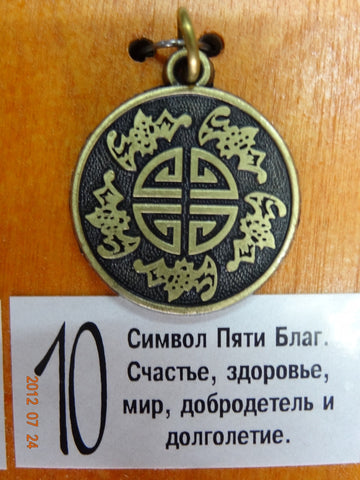 10
Символ Пяти Благ.
Счастье, здоровье,
мир, добродетель и
долголетие.
2012 07 24